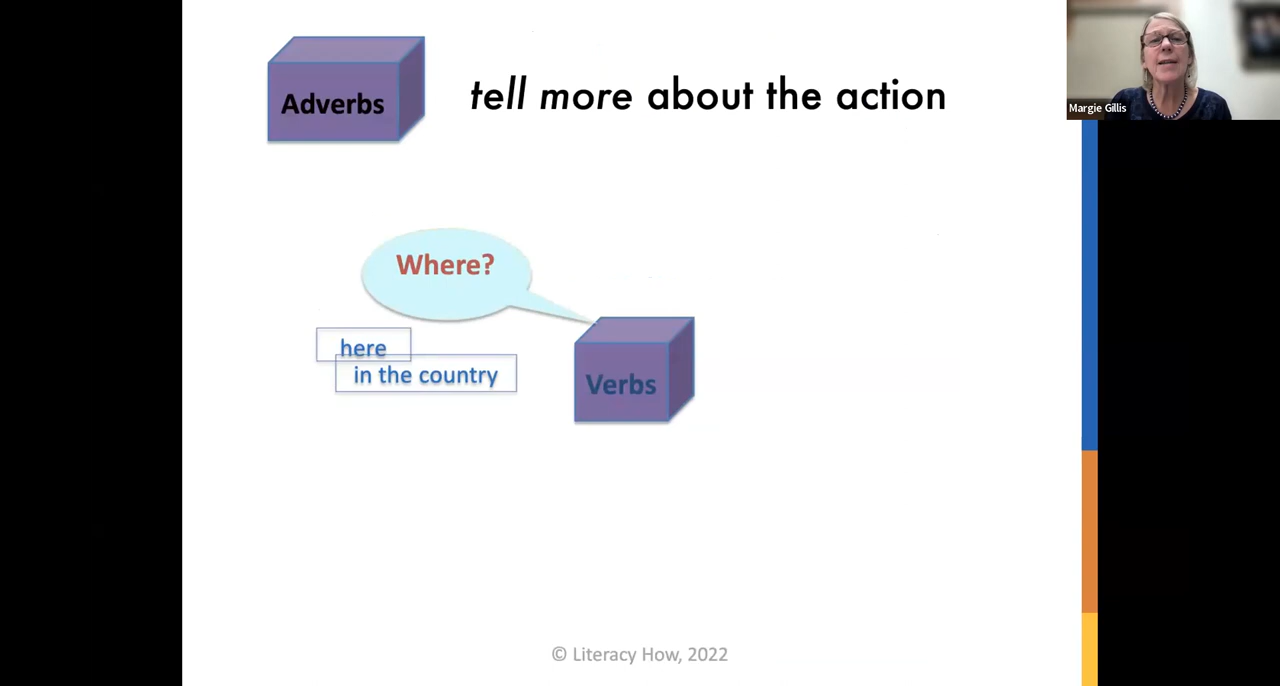 Adverbs
tell more about the action
Margie Gillis
Where?
here
in the country
Verbs
© Literacy How, 2022